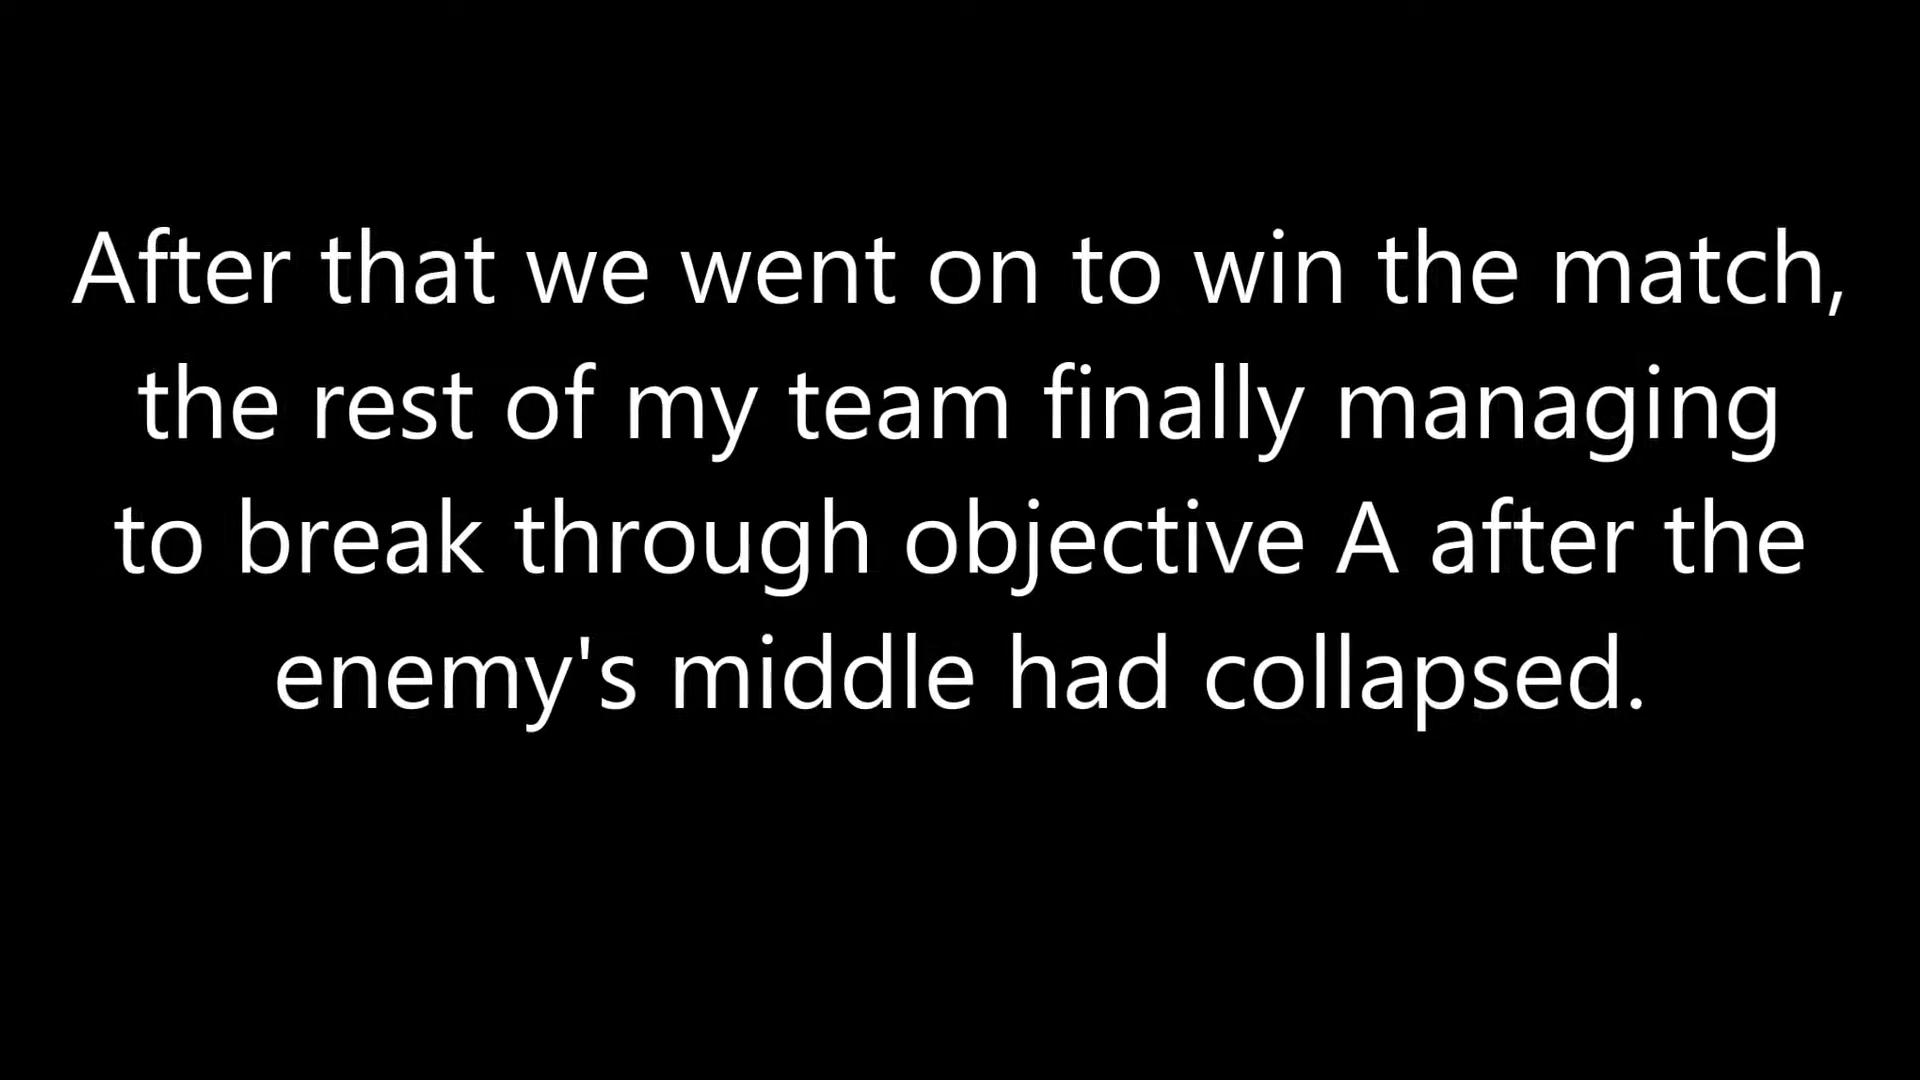 After that we went on to win the match,
the rest of my team finally managing
to break through objective A after the
enemy's middle had collapsed.